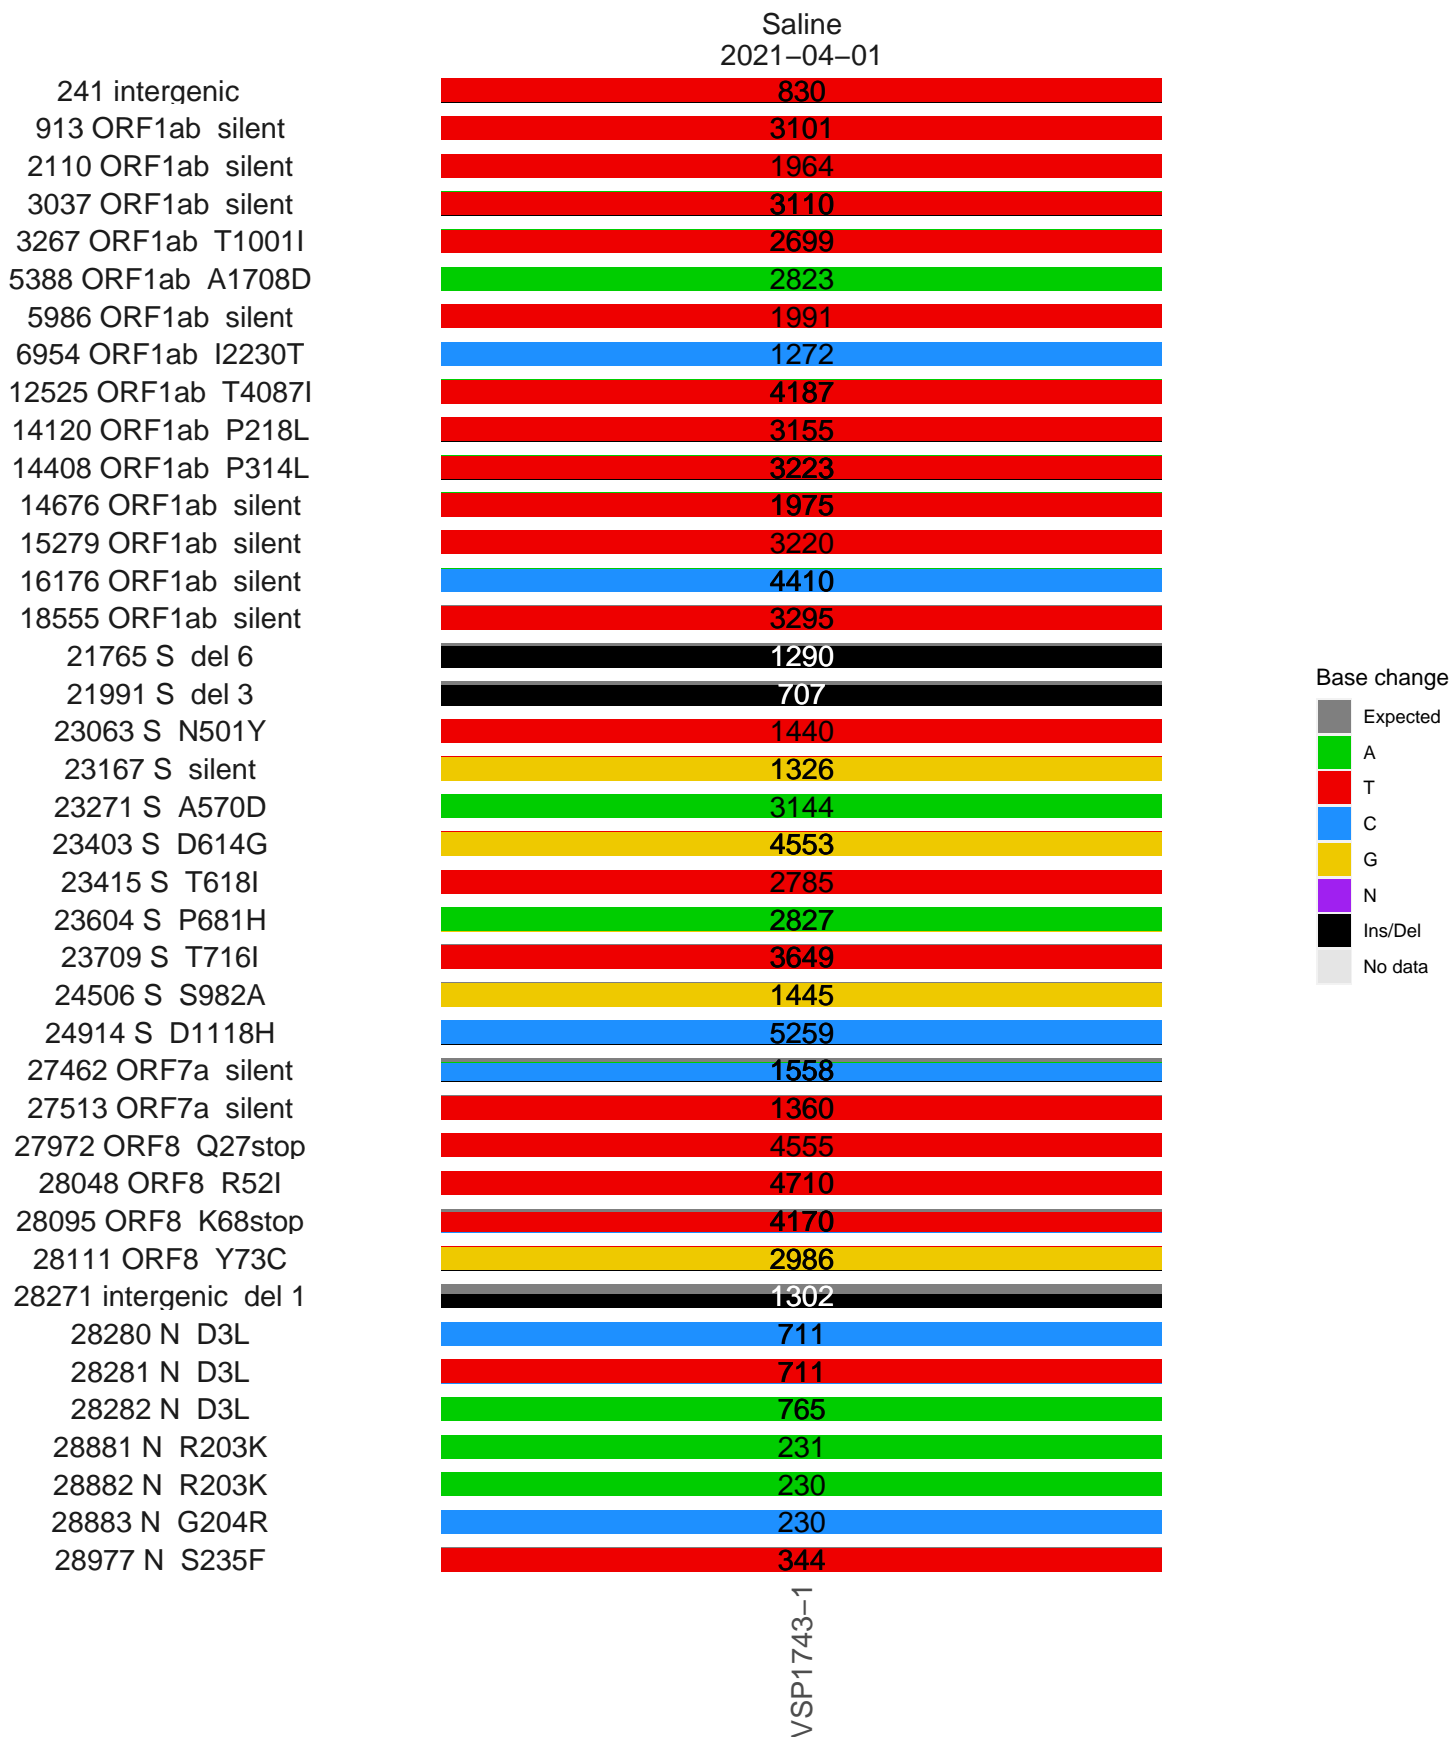 Saline
2021−04−01
241 intergenic 830
913 ORF1ab silent 3101
2110 ORF1ab silent 1964
3037 ORF1ab silent 3110
3267 ORF1ab T1001I 2699
5388 ORF1ab A1708D 2823
5986 ORF1ab silent 1991
6954 ORF1ab I2230T 1272
12525 ORF1ab T4087I 4187
14120 ORF1ab P218L 3155
14408 ORF1ab P314L 3223
14676 ORF1ab silent 1975
15279 ORF1ab silent 3220
16176 ORF1ab silent 4410
18555 ORF1ab silent 3295
21765 S del 6 1290
21991 S del 3 707
23063 S N501Y 1440
23167 S silent 1326
23271 S A570D 3144
23403 S D614G 4553
23415 S T618I 2785
23604 S P681H 2827
23709 S T716I 3649
24506 S S982A 1445
24914 S D1118H 5259
27462 ORF7a silent 1558
27513 ORF7a silent 1360
27972 ORF8 Q27stop 4555
28048 ORF8 R52I 4710
28095 ORF8 K68stop 4170
28111 ORF8 Y73C 2986
28271 intergenic del 1 1302
28280 N D3L 711
28281 N D3L 711
28282 N D3L 765
28881 N R203K 231
28882 N R203K 230
28883 N G204R 230
28977 N S235F 344
VSP1743−1
Base change
Expected
A
T
C
G
N
Ins/Del
No data